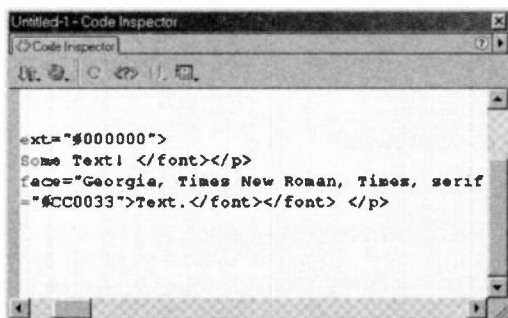 Untitled-1 - Code Inspector
Code Inspector
ext="#000000">
Some Text! </font></p>
face="Georgia, Times New Roman, Times, serif
="#CC0033">Text.</font></font> </p>